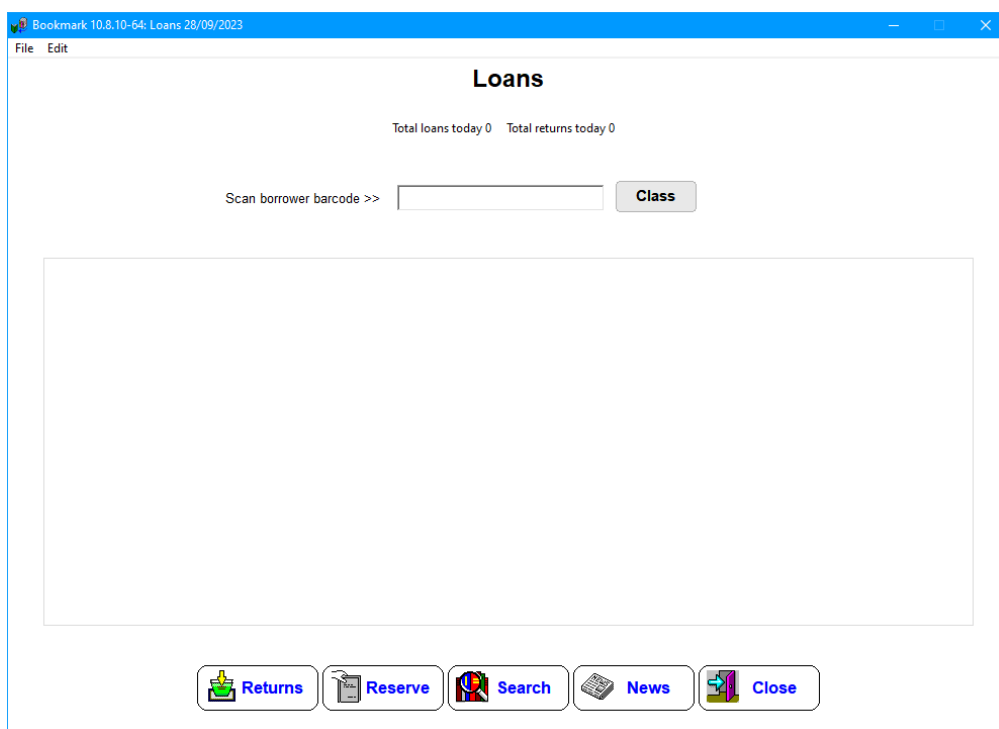 Bookmark 10.8.10-64: Loans 28/09/2023
File Edit
Loans
Total loans today 0 Total returns today 0
Scan borrower barcode >> Class
Returns Reserve Search News Close